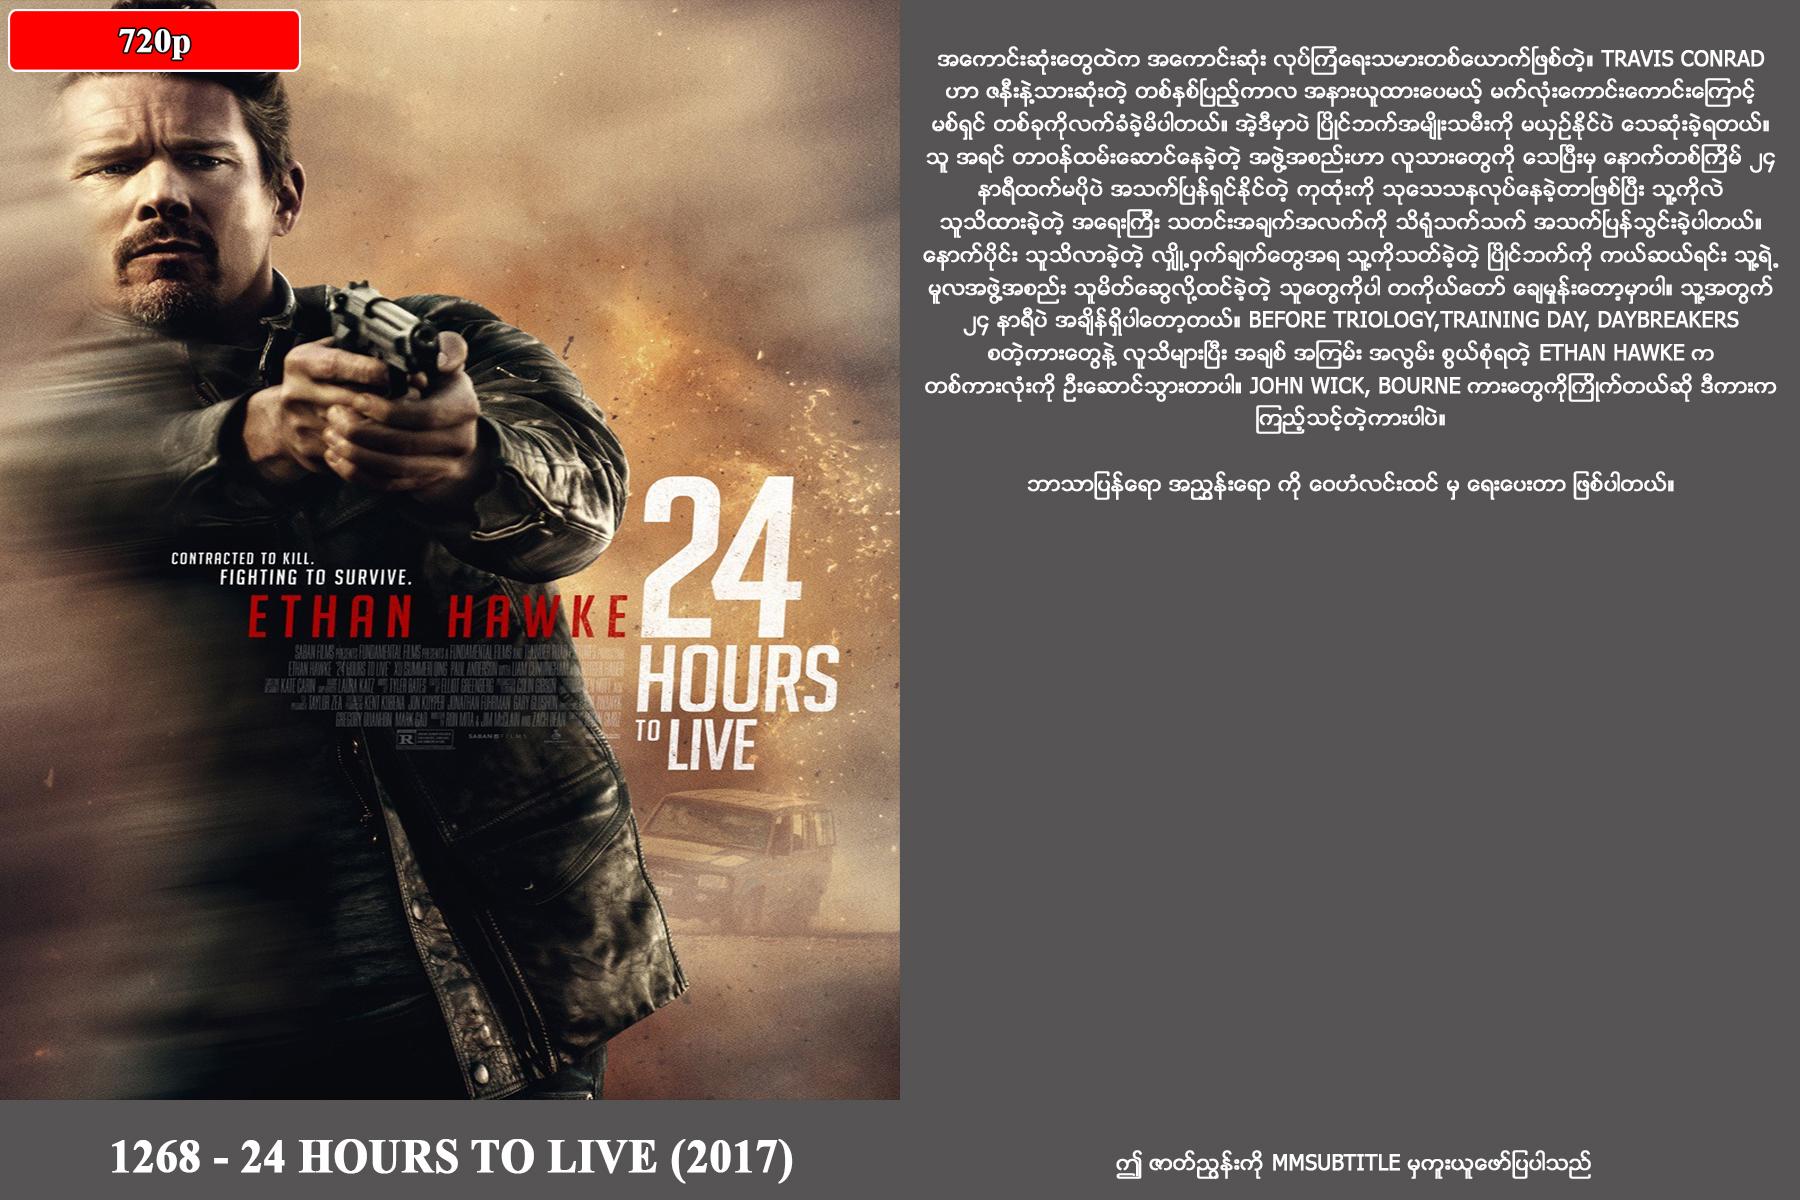 720p
CONTRACTED TO KILL.
FIGHTING TO SURVIVE.
ETHAN HAWKE
24
HOURS
TO LIVE
1268 - 24 HOURS TO LIVE (2017)
အကောင်းဆုံးတွေထဲက အကောင်းဆုံး လုပ်ကြံရေးသမားတစ်ယောက်ဖြစ်တဲ့။ TRAVIS CONRAD
ဟာ ဇနီးနဲ့သားဆုံးတဲ့ တစ်နှစ်ပြည့်ကာလ အနားယူထားပေမယ့် မက်လုံးကောင်းကောင်းကြောင့်
မစ်ရှင် တစ်ခုကိုလက်ခံခဲ့မိပါတယ်။ အဲ့ဒီမှာပဲ ပြိုင်ဘက်အမျိုးသမီးကို မယှဉ်နိုင်ပဲ သေဆုံးခဲ့ရတယ်။
သူ အရင် တာဝန်ထမ်းဆောင်နေခဲ့တဲ့ အဖွဲ့အစည်းဟာ လူသားတွေကို သေပြီးမှ နောက်တစ်ကြိမ် ၂၄
နာရီထက်မပိုပဲ အသက်ပြန်ရှင်နိုင်တဲ့ ကုထုံးကို သုသေသနလုပ်နေခဲ့တာဖြစ်ပြီး သူ့ကိုလဲ
သူသိထားခဲ့တဲ့ အရေးကြီး သတင်းအချက်အလက်ကို သိရုံသက်သက် အသက်ပြန်သွင်းခဲ့ပါတယ်။
နောက်ပိုင်း သူသိလာခဲ့တဲ့ လျှို့ဝှက်ချက်တွေအရ သူ့ကိုသတ်ခဲ့တဲ့ ပြိုင်ဘက်ကို ကယ်ဆယ်ရင်း သူ့ရဲ့
မူလအဖွဲ့အစည်း သူမိတ်ဆွေလို့ထင်ခဲ့တဲ့ သူတွေကိုပါ တကိုယ်တော် ချေမှုန်းတော့မှာပါ။ သူ့အတွက်
၂၄ နာရီပဲ အချိန်ရှိပါတော့တယ်။ BEFORE TRIOLOGY,TRAINING DAY, DAYBREAKERS
စတဲ့ကားတွေနဲ့ လူသိများပြီး အချစ် အကြမ်း အလွမ်း စွယ်စုံရတဲ့ ETHAN HAWKE က
တစ်ကားလုံးကို ဦးဆောင်သွားတာပါ။ JOHN WICK, BOURNE ကားတွေကိုကြိုက်တယ်ဆို ဒီကားက
ကြည့်သင့်တဲ့ကားပါပဲ။
ဘာသာပြန်ရော အညွှန်းရော ကို ဝေဟံလင်းထင် မှ ရေးပေးတာ ဖြစ်ပါတယ်။
ဤ ဇာတ်ညွှန်းကို MMSUBTITLE မှကူးယူဖော်ပြပါသည်